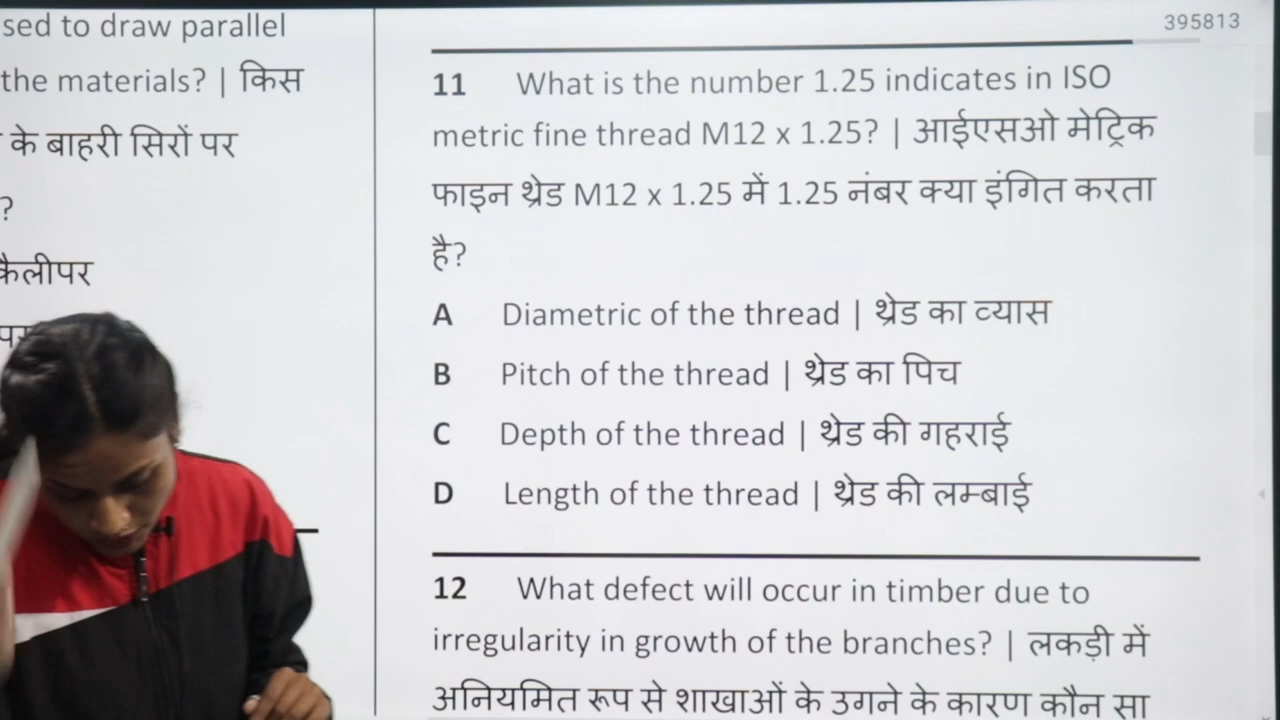 sed to draw parallel
the materials? | किस
के बाहरी सिरों पर
?
कैलीपर
395813
11 What is the number 1.25 indicates in ISO
metric fine thread M12 x 1.25? | आईएसओ मेट्रिक
फाइन थ्रेड M12 x 1.25 में 1.25 नंबर क्या इंगित करता
है?
A Diametric of the thread | थ्रेड का व्यास
B Pitch of the thread | थ्रेड का पिच
C Depth of the thread | थ्रेड की गहराई
D Length of the thread | थ्रेड की लम्बाई
12 What defect will occur in timber due to
irregularity in growth of the branches? | लकड़ी में
अनियमित रूप से शाखाओं के उगने के कारण कौन सा